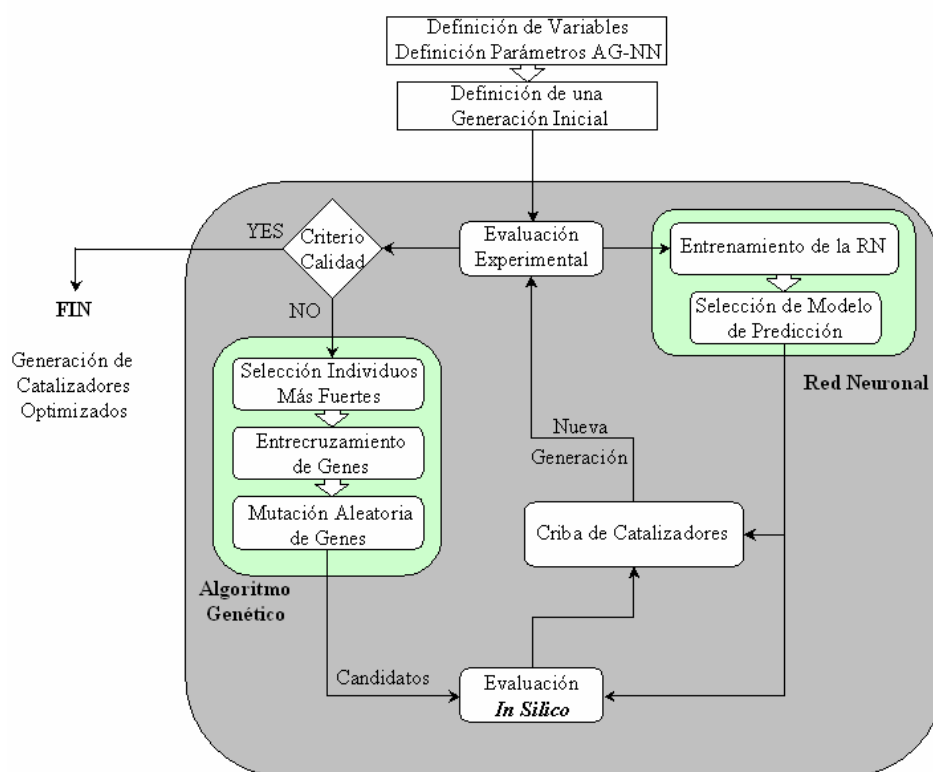 Definición de Variables
Definición Parámetros AG-NN
Definición de una
Generación Inicial
YES
Criterio
Calidad
Evaluación
Experimental
Entrenamiento de la RN
FIN
NO
Selección de Modelo
de Predicción
Generación de
Catalizadores
Optimizados
Selección Individuos
Más Fuertes
Red Neuronal
Entrecruzamiento
de Genes
Nueva
Generación
Mutación Aleatoria
de Genes
Criba de Catalizadores
Algoritmo
Genético
Candidatos
Evaluación
In Silico